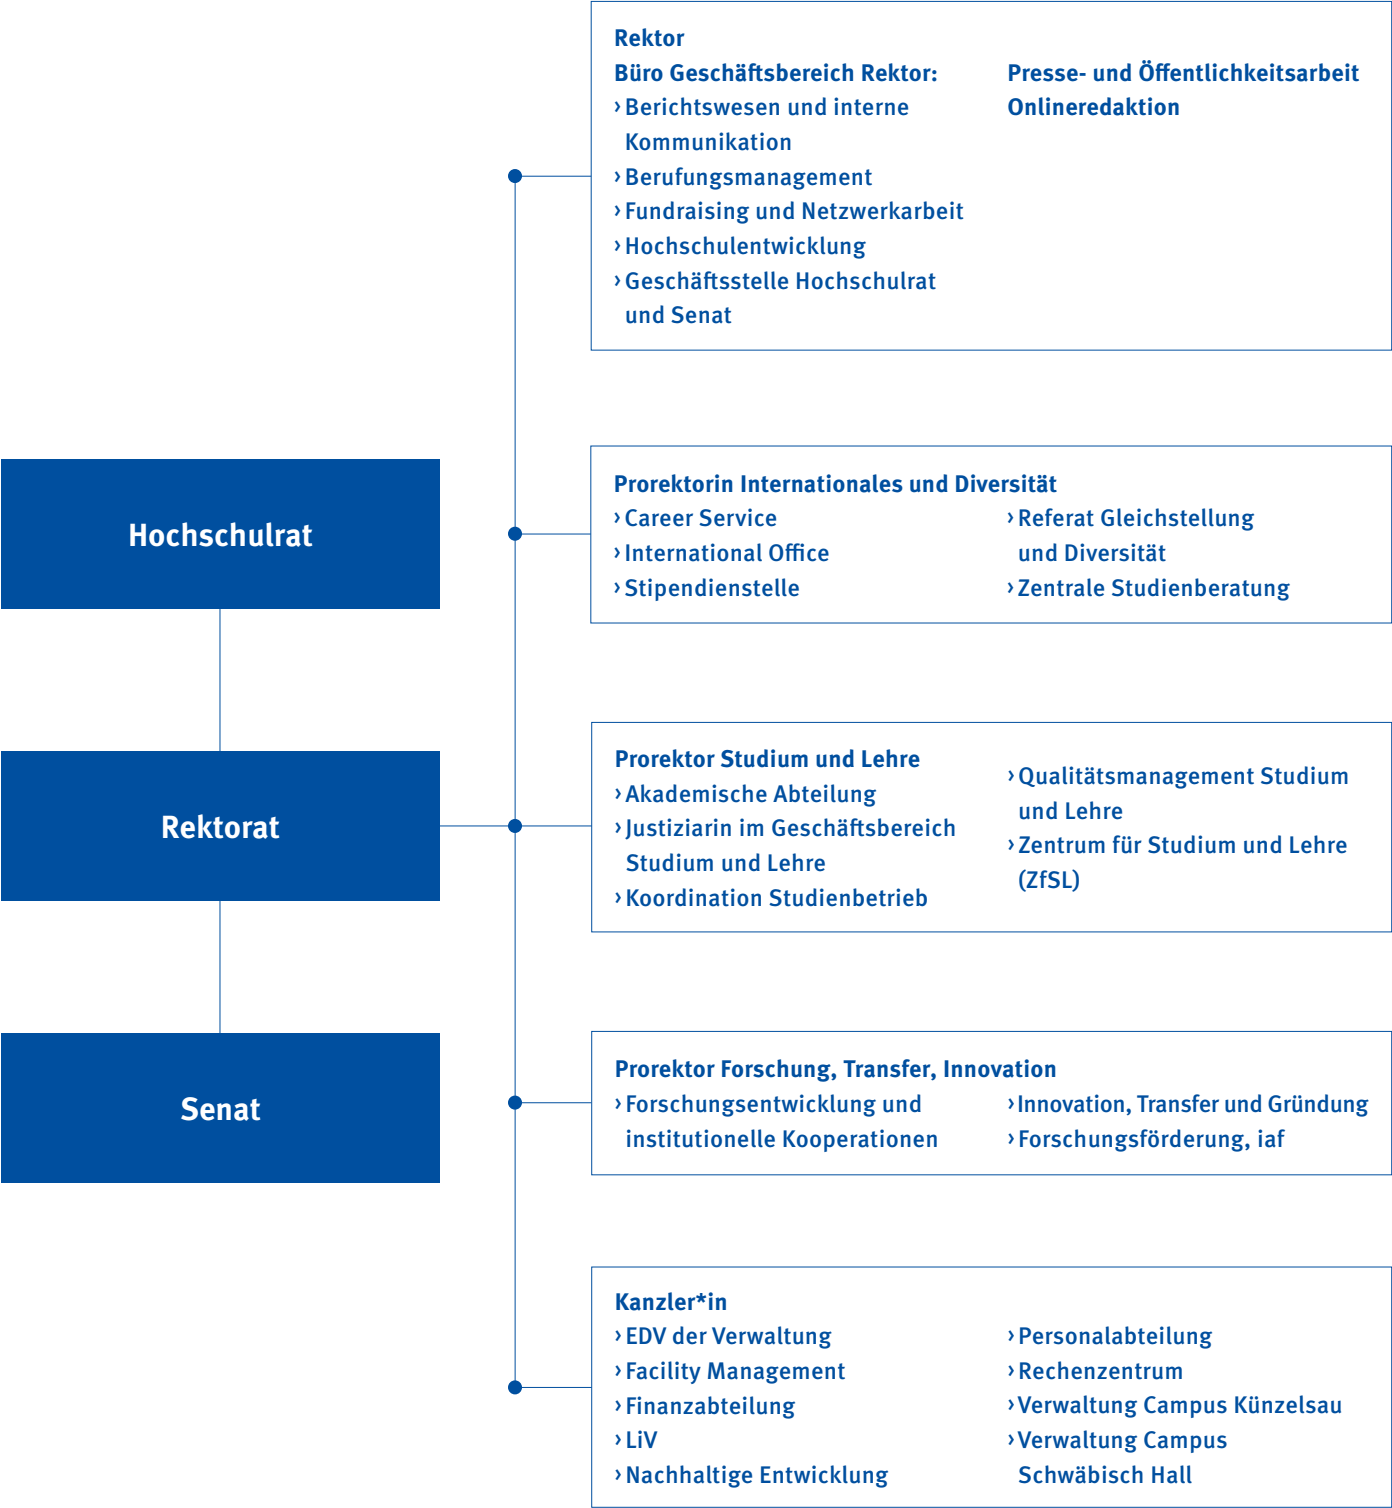 Rektor
Büro Geschäftsbereich Rektor:
› Berichtswesen und interne
Kommunikation
› Berufungsmanagement
› Fundraising und Netzwerkarbeit
› Hochschulentwicklung
› Geschäftsstelle Hochschulrat
und Senat
Presse- und Öffentlichkeitsarbeit
Onlineredaktion
Hochschulrat
Prorektorin Internationales und Diversität
› Career Service
› International Office
› Stipendienstelle
› Referat Gleichstellung
und Diversität
› Zentrale Studienberatung
Rektorat
Prorektor Studium und Lehre
› Akademische Abteilung
› Justiziarin im Geschäftsbereich
Studium und Lehre
› Koordination Studienbetrieb
› Qualitätsmanagement Studium
und Lehre
› Zentrum für Studium und Lehre
(ZfSL)
Senat
Prorektor Forschung, Transfer, Innovation
› Forschungsentwicklung und
institutionelle Kooperationen
› Innovation, Transfer und Gründung
› Forschungsförderung, iaf
Kanzler*in
› EDV der Verwaltung
› Facility Management
› Finanzabteilung
› LiV
› Nachhaltige Entwicklung
› Personalabteilung
› Rechenzentrum
› Verwaltung Campus Künzelsau
› Verwaltung Campus
Schwäbisch Hall